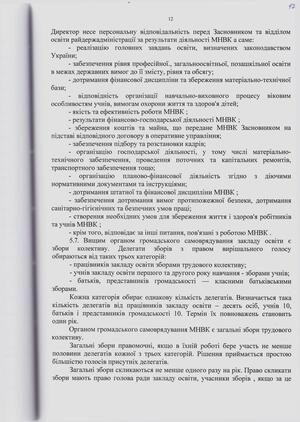 12
Директор несе персональну відповідальність перед Засновником та відділом
освіти райдержадміністрації за результати діяльності МНВК а саме:
- реалізацію головних завдань освіти, визначених законодавством
України;
- забезпечення рівня професійної, загальноосвітньої, позашкільної освіти
в межах державних вимог до її змісту, рівня та обсягу;
- дотримання фінансової дисципліни та збереження матеріально-технічної
бази;
- відповідність організації навчально-виховного процесу віковим
особливостям учнів, вимогам охорони життя та здоров'я дітей;
- якість та ефективність роботи МНВК ;
- результати фінансово-господарської діяльності МНВК ;
- збереження коштів та майна, що передане МНВК Засновником на
підставі відповідного договору в оперативне управління;
- забезпечення підбору та розстановки кадрів;
- організацію господарської діяльності, у тому числі матеріально-
технічного забезпечення, проведення поточних та капітальних ремонтів,
транспортного забезпечення тощо;
- організацію планово-фінансової діяльність згідно з діючими
нормативними документами та інструкціями;
- дотримання штатної та фінансової дисципліни МНВК ;
- забезпечення дотримання вимог протипожежної безпеки, дотримання
санітарно-гігієнічних та безпечних умов праці;
- створення необхідних умов для збереження життя і здоров'я робітників
та учнів МНВК ;
- крім того, відповідає за інші питання, пов'язані з роботою МНВК .
5.7. Вищим органом громадського самоврядування закладу освіти є
збори колективу. Делегати зборів з правом вирішального голосу
обираються від таких трьох категорій:
- працівників закладу освіти зборами трудового колективу;
- учнів закладу освіти першого та другого року навчання - зборами учнів;
- батьків, представників громадськості — класними батьківськими
зборами.
Кожна категорія обирає однакову кількість делегатів. Визначається така
кількість делегатів від працівників закладу освіти – десять осіб, учнів 10,
батьків і представників громадськості 10. Термін їх повноважень становить
один рік.
Органом громадського самоврядування МНВК є загальні збори трудового
колективу.
Загальні збори правомочні, якщо в їхній роботі бере участь не менше
половини делегатів кожної з трьох категорій. Рішення приймається простою
більшістю голосів присутніх делегатів.
Загальні збори скликаються не менше одного разу на рік. Право скликати
збори мають право голова ради закладу освіти, учасники зборів , якщо за це